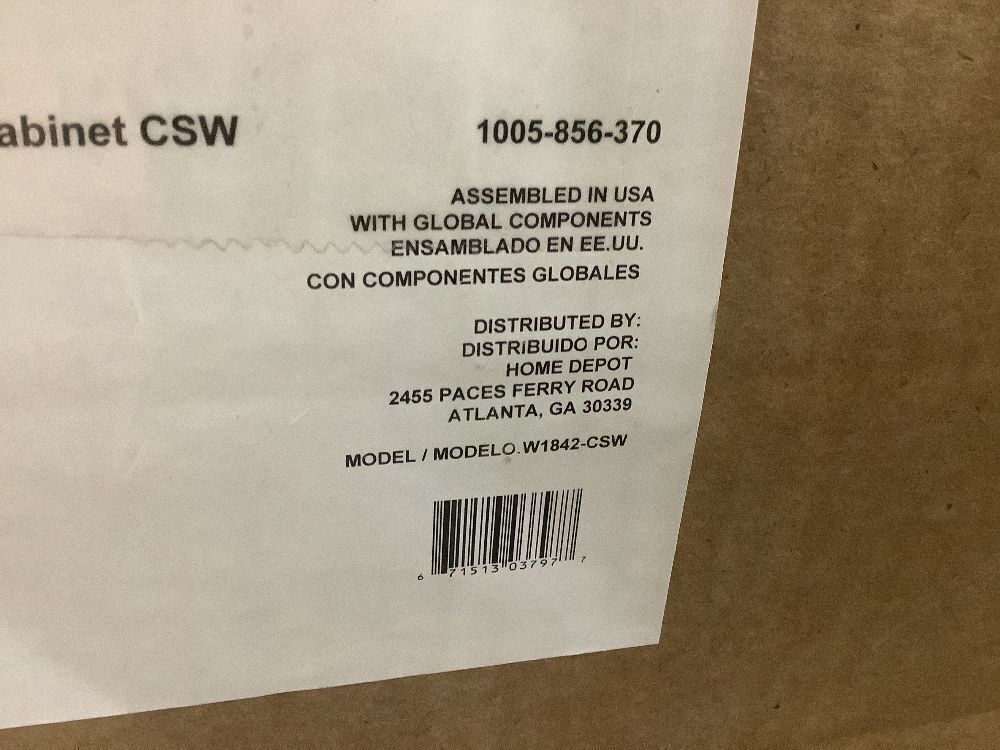 abinet CSW 1005-856-370
ASSEMBLED IN USA
WITH GLOBAL COMPONENTS
ENSAMBLADO EN EE.UU.
CON COMPONENTES GLOBALES
DISTRIBUTED BY:
DISTRIBUIDO POR:
HOME DEPOT
2455 PACES FERRY ROAD
ATLANTA, GA 30339
MODEL / MODELO.W1842-CSW
6 71513 03797 7